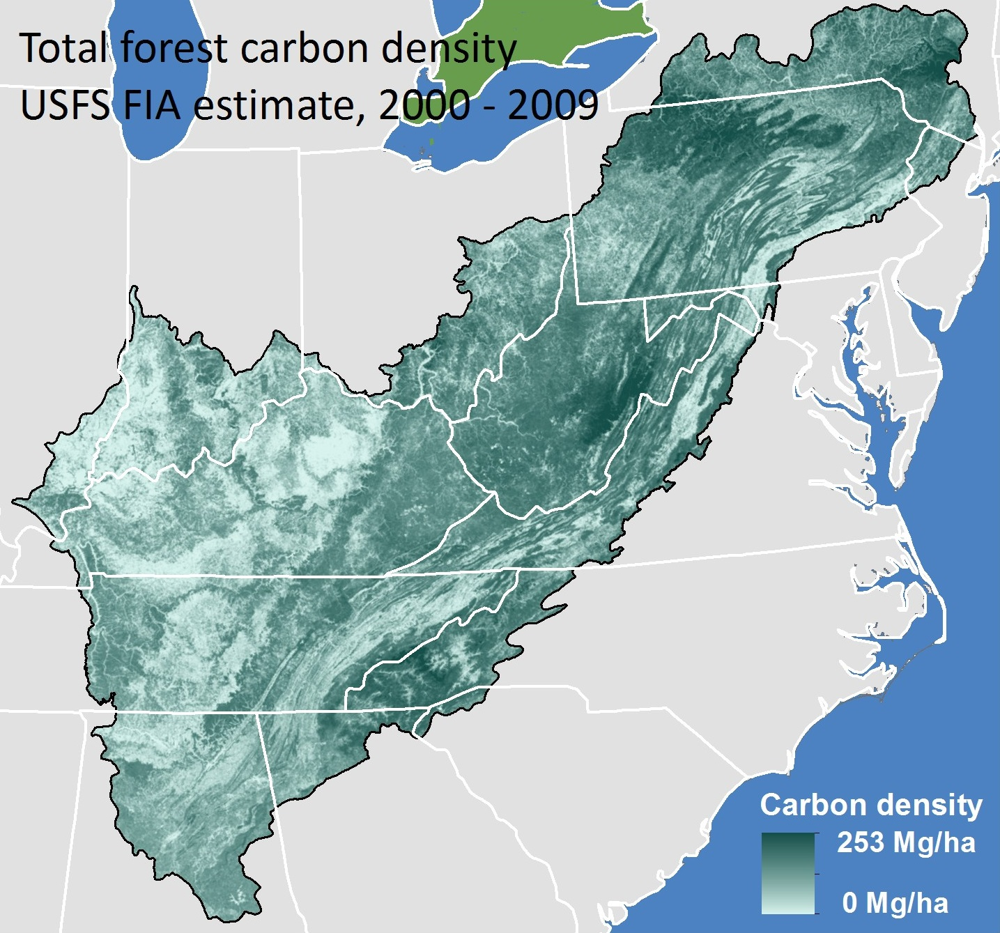 Total forest carbon density
USFS FIA estimate, 2000 - 2009
Carbon density
253 Mg/ha
0 Mg/ha